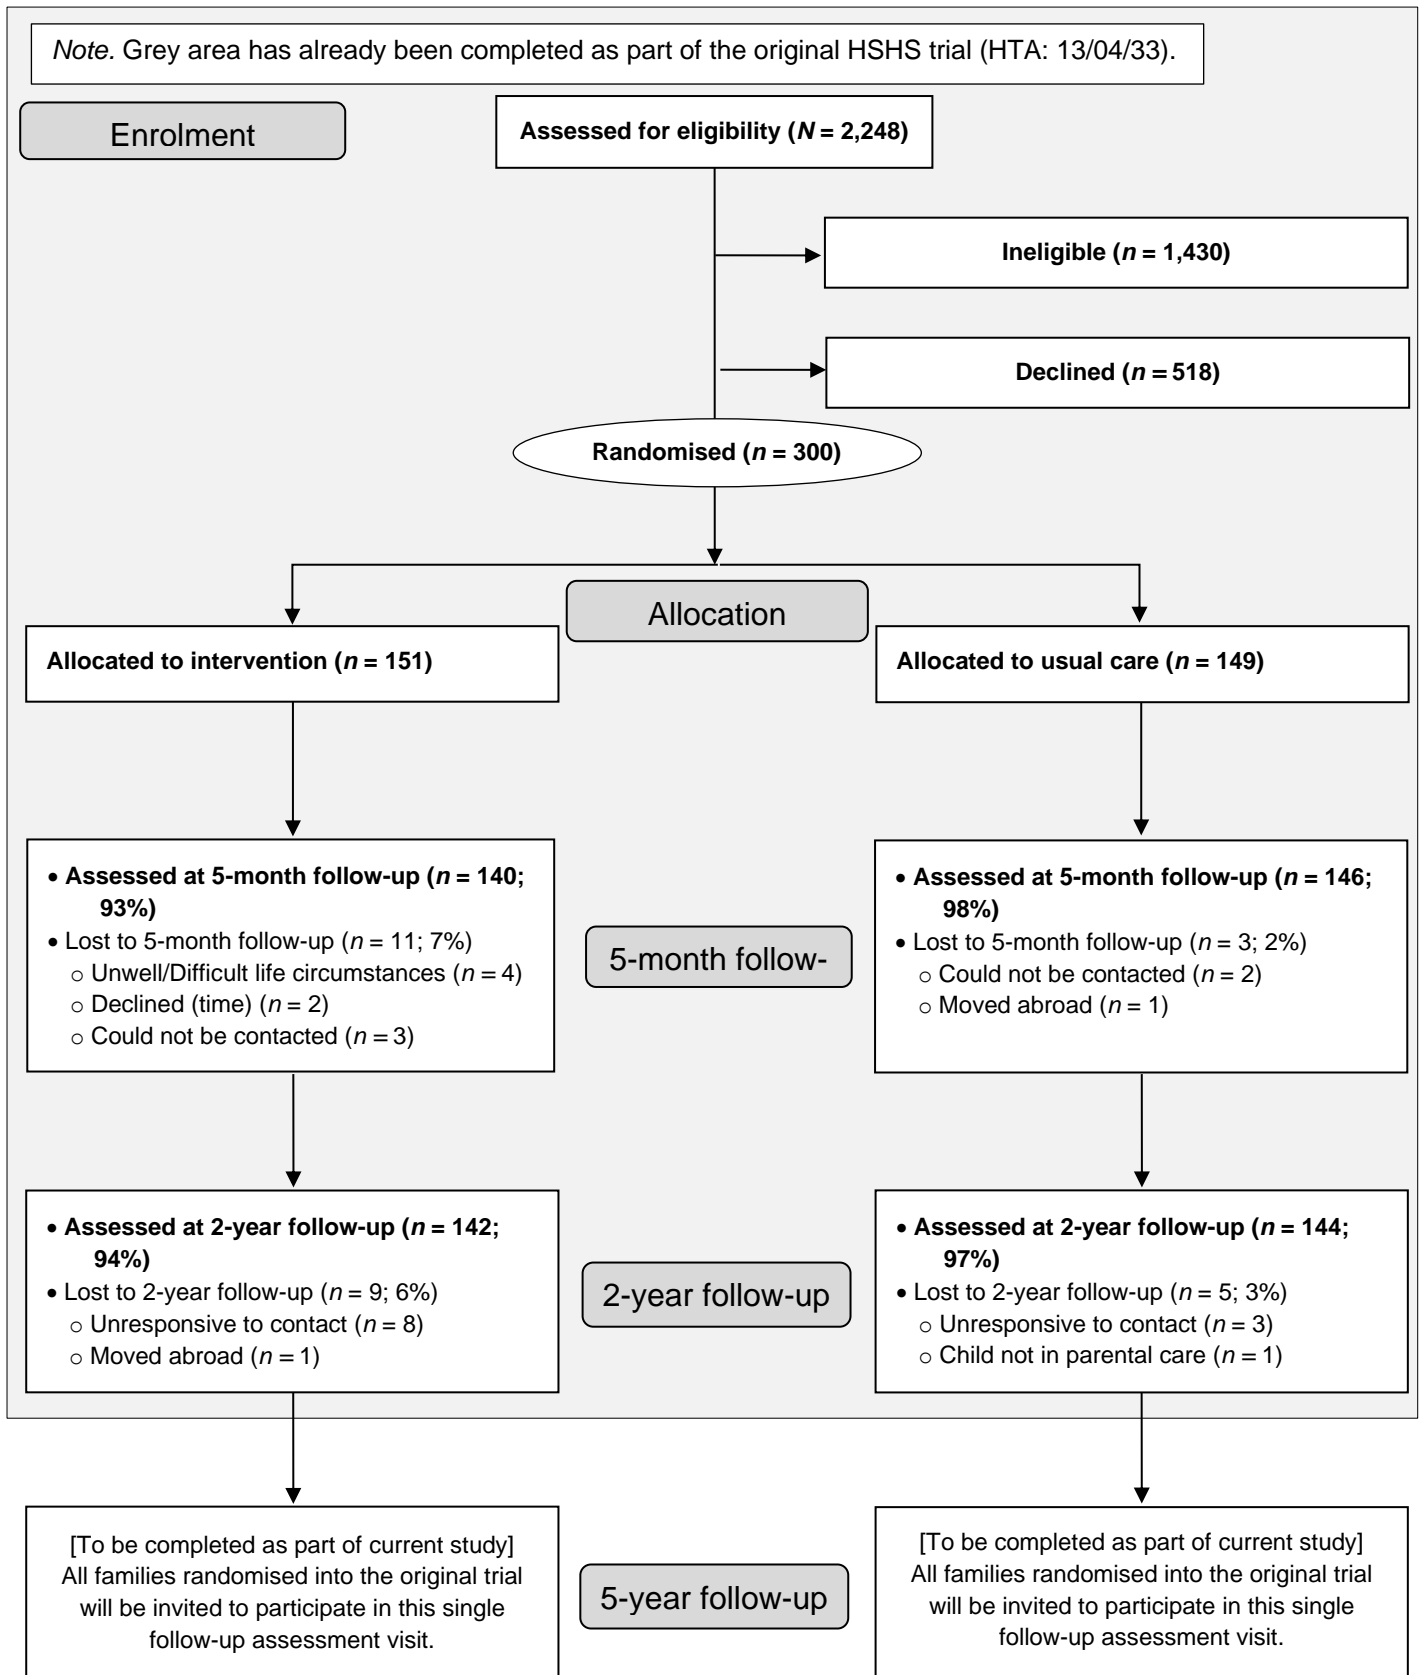 Note. Grey area has already been completed as part of the original HSHS trial (HTA: 13/04/33).
Enrolment
Assessed for eligibility (N = 2,248)
Ineligible (n = 1,430)
Declined (n = 518)
Randomised (n = 300)
Allocation
Allocated to intervention (n = 151)
Allocated to usual care (n = 149)
• Assessed at 5-month follow-up (n = 140;
93%)
• Lost to 5-month follow-up (n = 11; 7%)
o Unwell/Difficult life circumstances (n = 4)
o Declined (time) (n = 2)
o Could not be contacted (n = 3)
5-month follow-
• Assessed at 5-month follow-up (n = 146;
98%)
• Lost to 5-month follow-up (n = 3; 2%)
o Could not be contacted (n = 2)
o Moved abroad (n = 1)
• Assessed at 2-year follow-up (n = 142;
94%)
• Lost to 2-year follow-up (n = 9; 6%)
o Unresponsive to contact (n = 8)
o Moved abroad (n = 1)
2-year follow-up
• Assessed at 2-year follow-up (n = 144;
97%)
• Lost to 2-year follow-up (n = 5; 3%)
o Unresponsive to contact (n = 3)
o Child not in parental care (n = 1)
[To be completed as part of current study]
All families randomised into the original trial
will be invited to participate in this single
follow-up assessment visit.
5-year follow-up
[To be completed as part of current study]
All families randomised into the original trial
will be invited to participate in this single
follow-up assessment visit.